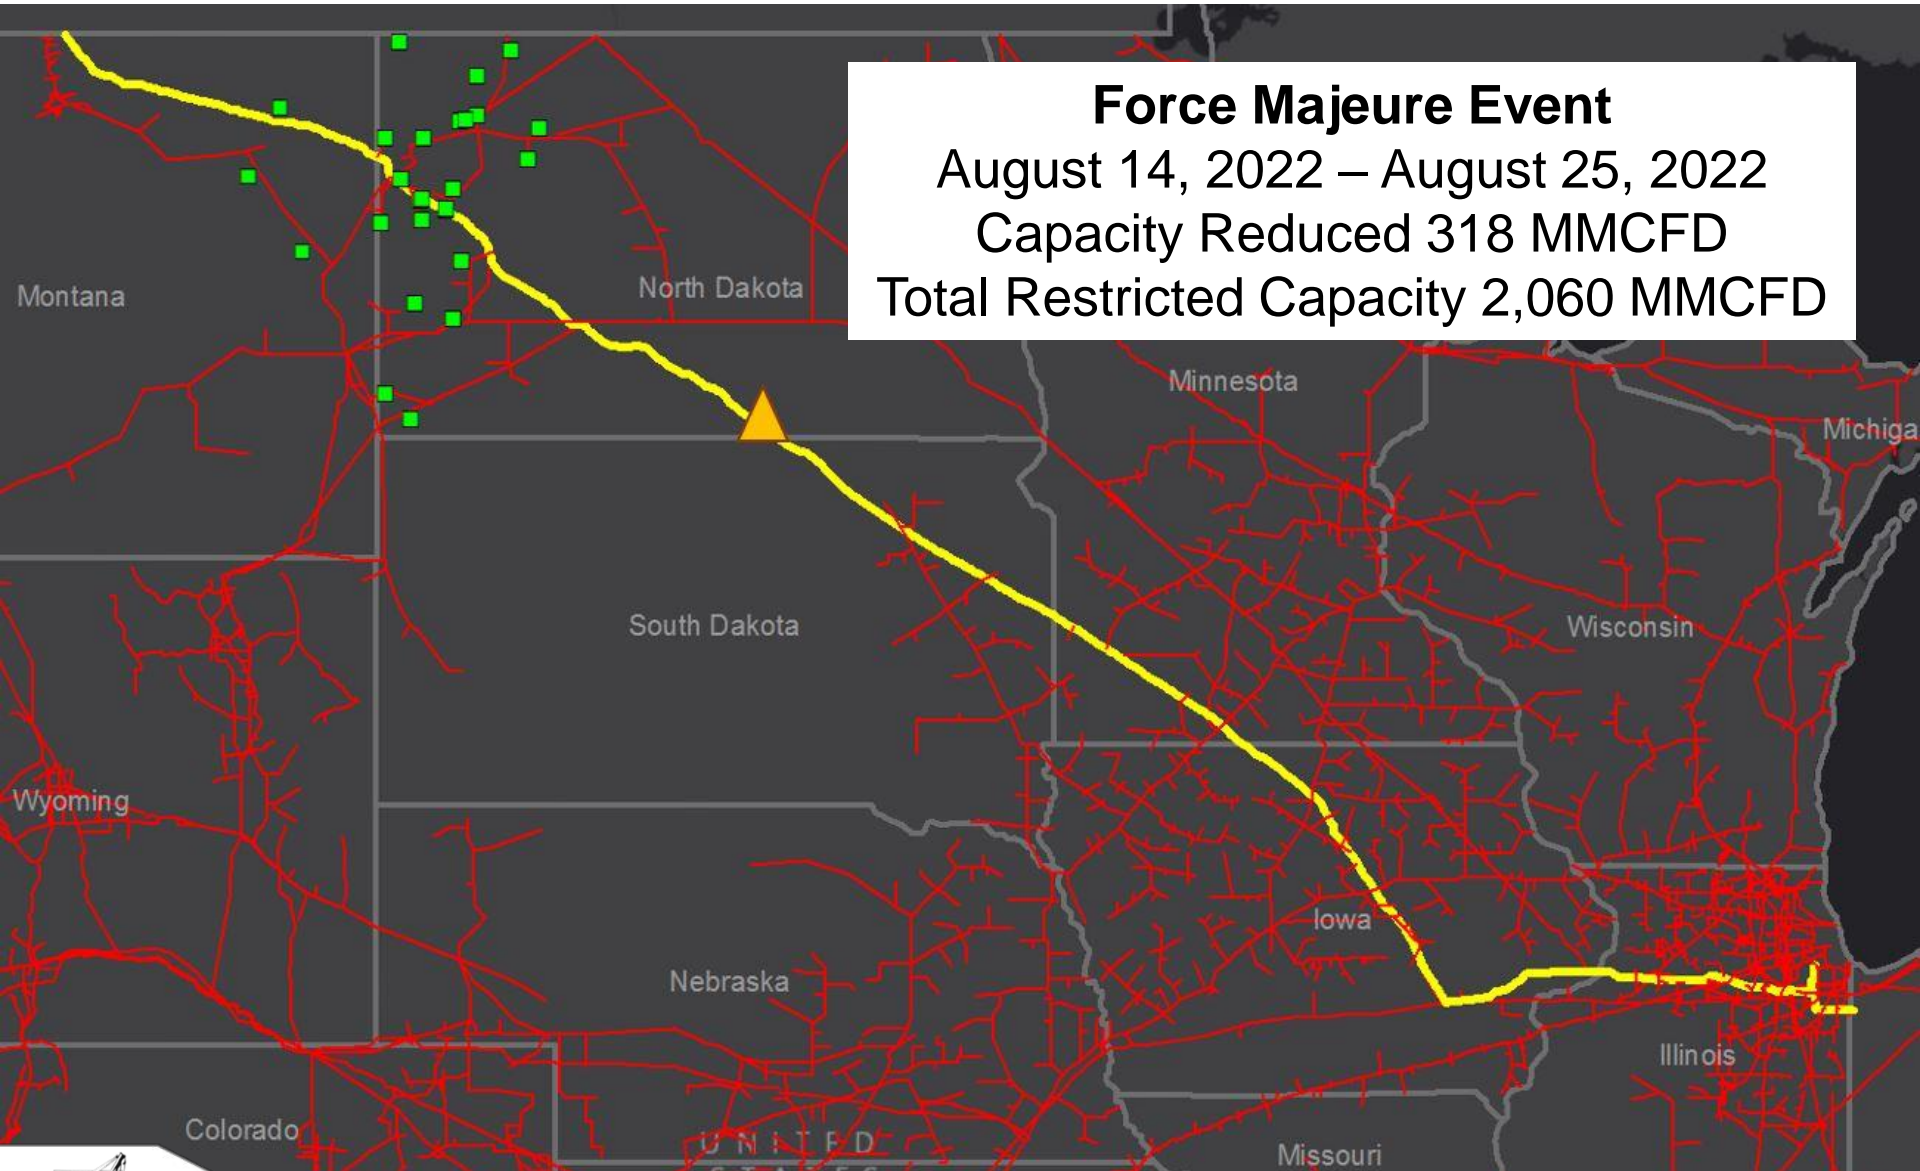 Force Majeure Event
August 14, 2022 – August 25, 2022
Capacity Reduced 318 MMCFD
Total Restricted Capacity 2,060 MMCFD
Montana
North Dakota
Minnesota
Michiga
South Dakota
Wisconsin
Wyoming
Iowa
Nebraska
Illinois
Colorado
UNITED
Missouri